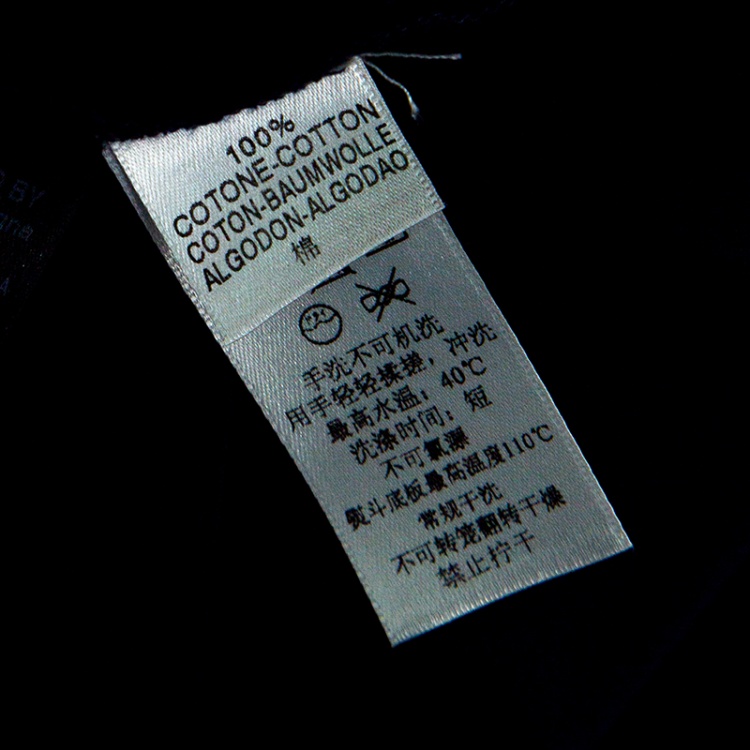 100%
COTONE-COTTON
COTON-BAUMWOLLE
ALGODON-ALGODAO
棉
手洗不可机洗
用手轻轻揉搓，冲洗
最高水温：40℃
洗涤时间：短
不可氯漂
熨斗底板最高温度110℃
常规干洗
不可转笼翻转干燥
禁止拧干
BY